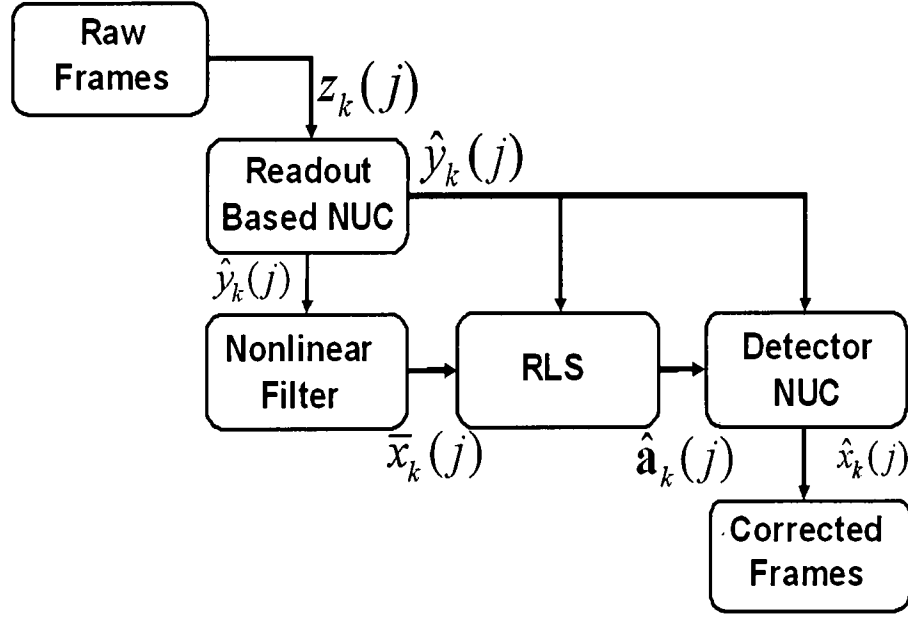 Raw
Frames
z_k(j)
Readout
Based NUC
ŷ_k(j)
ŷ_k(j)
Nonlinear
Filter
RLS
Detector
NUC
x̅_k(j)
â_k(j)
x̂_k(j)
Corrected
Frames